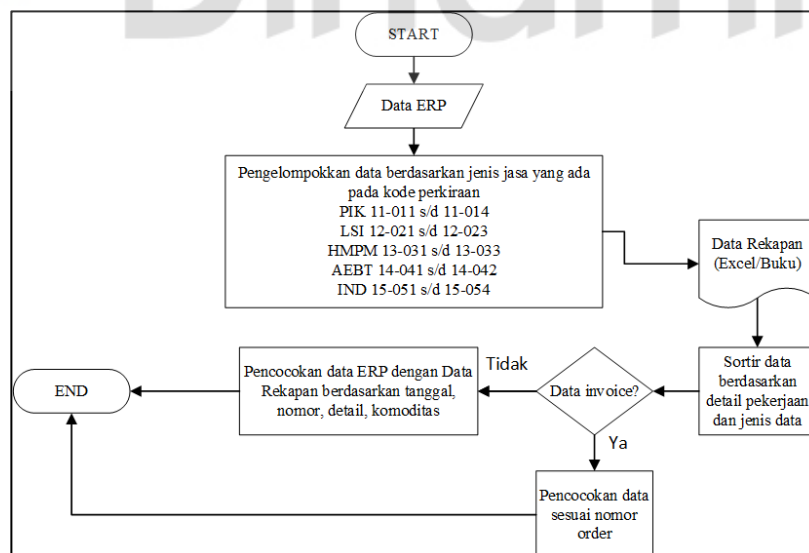 START
Data ERP
Pengelompokkan data berdasarkan jenis jasa yang ada
pada kode perkiraan
PIK 11-011 s/d 11-014
LSI 12-021 s/d 12-023
HMPM 13-031 s/d 13-033
AEBT 14-041 s/d 14-042
IND 15-051 s/d 15-054
Data Rekapan
(Excel/Buku)
Sortir data
berdasarkan
detail pekerjaan
dan jenis data
Data invoice?
Tidak
Pencocokan data ERP dengan Data
Rekapan berdasarkan tanggal,
nomor, detail, komoditas
END
Ya
Pencocokan data
sesuai nomor
order